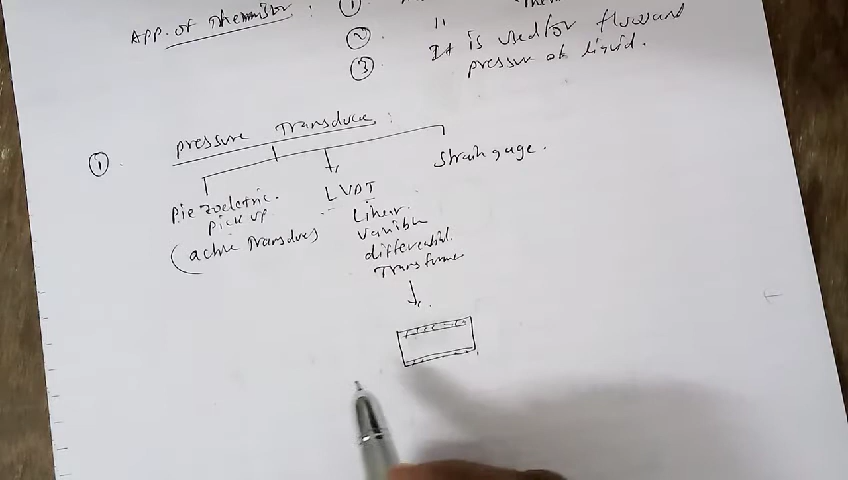 App. of Thermistor : ①
② "
③ It is used for flow and
pressure of liquid.
① pressure Transducer :
piezoelectric. LVDT Strain gauge.
pick up Linear
(active Transducer) variable
differential
Transformer